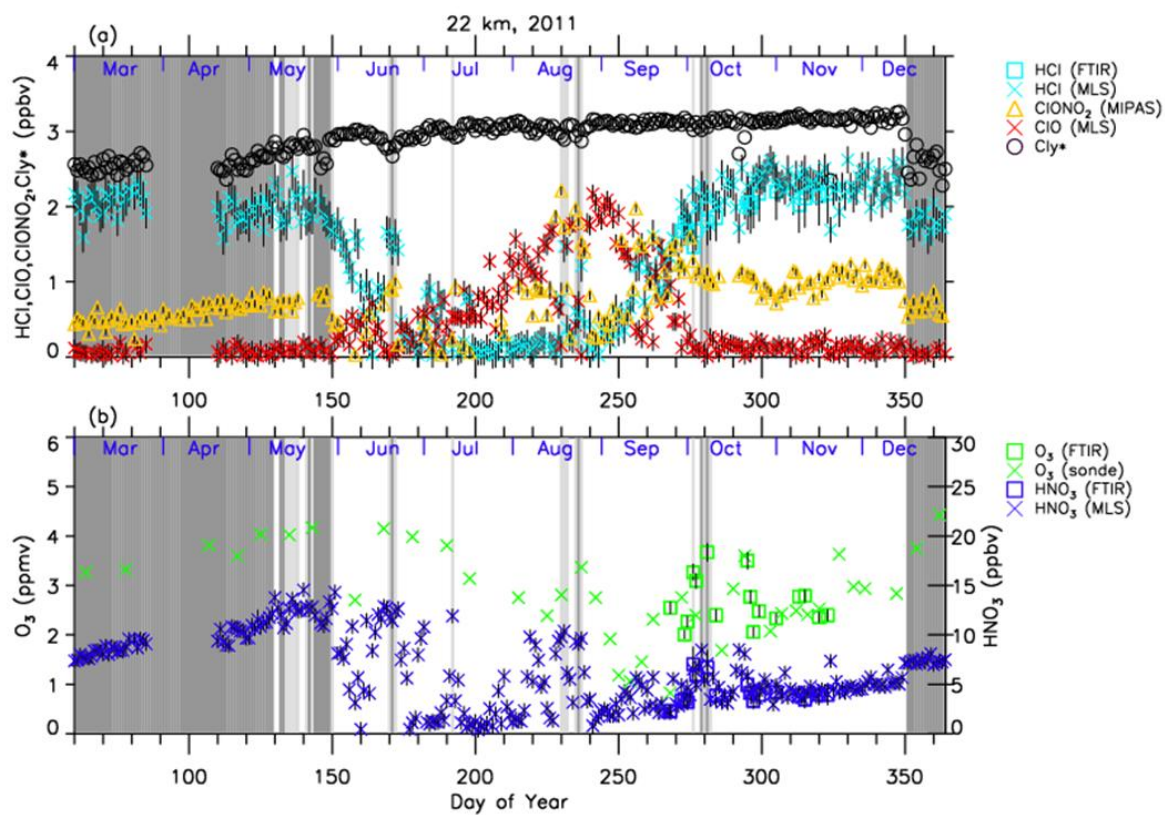 22 km, 2011
(a)
HCl,ClO,ClONO2,Cly* (ppbv)
4
3
2
1
0
Mar Apr May Jun Jul Aug Sep Oct Nov Dec
100 150 200 250 300 350
HCl (FTIR)
HCl (MLS)
ClONO2 (MIPAS)
ClO (MLS)
Cly*
(b)
O3 (ppmv)
6
5
4
3
2
1
0
Mar Apr May Jun Jul Aug Sep Oct Nov Dec
30
25
20
15
10
5
0
HNO3 (ppbv)
O3 (FTIR)
O3 (sonde)
HNO3 (FTIR)
HNO3 (MLS)
100 150 200 250 300 350
Day of Year